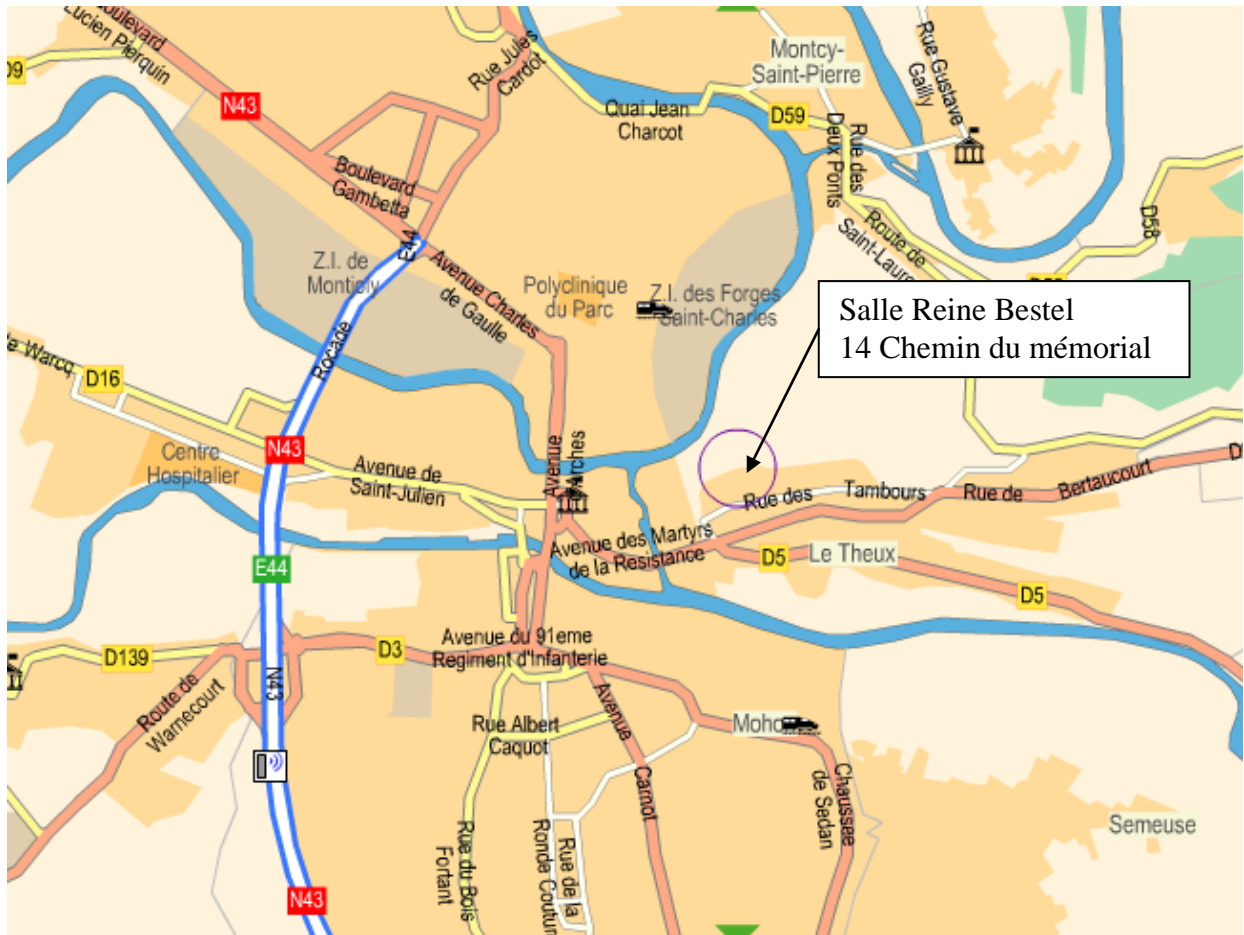 Boulevard
Lucien Pierquin
N43
Rue Jules
Cardot
Montcy-
Saint-Pierre
Rue Gustave
Gailly
Quai Jean
Charcot
D59
Rue des
Deux Ponts
Boulevard
Gambetta
E44
Z.I. de
Avenue Charles
de Gaulle
Polyclinique
du Parc
Z.I. des Forges
Saint-Charles
Route de
D58
Salle Reine Bestel
14 Chemin du mémorial
Rocade
Warcq
D16
N43
Centre
Hospitalier
Avenue de
Saint-Julien
Avenue
Arches
Rue des
Tambours
Rue de
Bertaucourt
Avenue des Martyrs
de la Resistance
D5
Le Theux
D5
E44
D139
D3
Avenue du 91eme
Regiment d'Infanterie
N43
Route de
Warnecourt
Rue Albert
Caquot
Avenue
Carnot
Chaussee
de Sedan
Semeuse
Rue du Bois
Fortant
Rue de la
N43